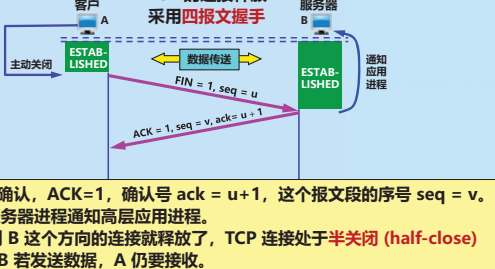 客户
服务器
A
B
采用四报文握手
主动关闭
ESTAB-
LISHED
数据传送
ESTAB-
LISHED
通知
应用
进程
FIN = 1, seq = u
ACK = 1, seq = v, ack= u + 1
确认，ACK=1，确认号 ack = u+1，这个报文段的序号 seq = v。
务器进程通知高层应用进程。
B 这个方向的连接就释放了，TCP 连接处于半关闭 (half-close)
B 若发送数据，A 仍要接收。